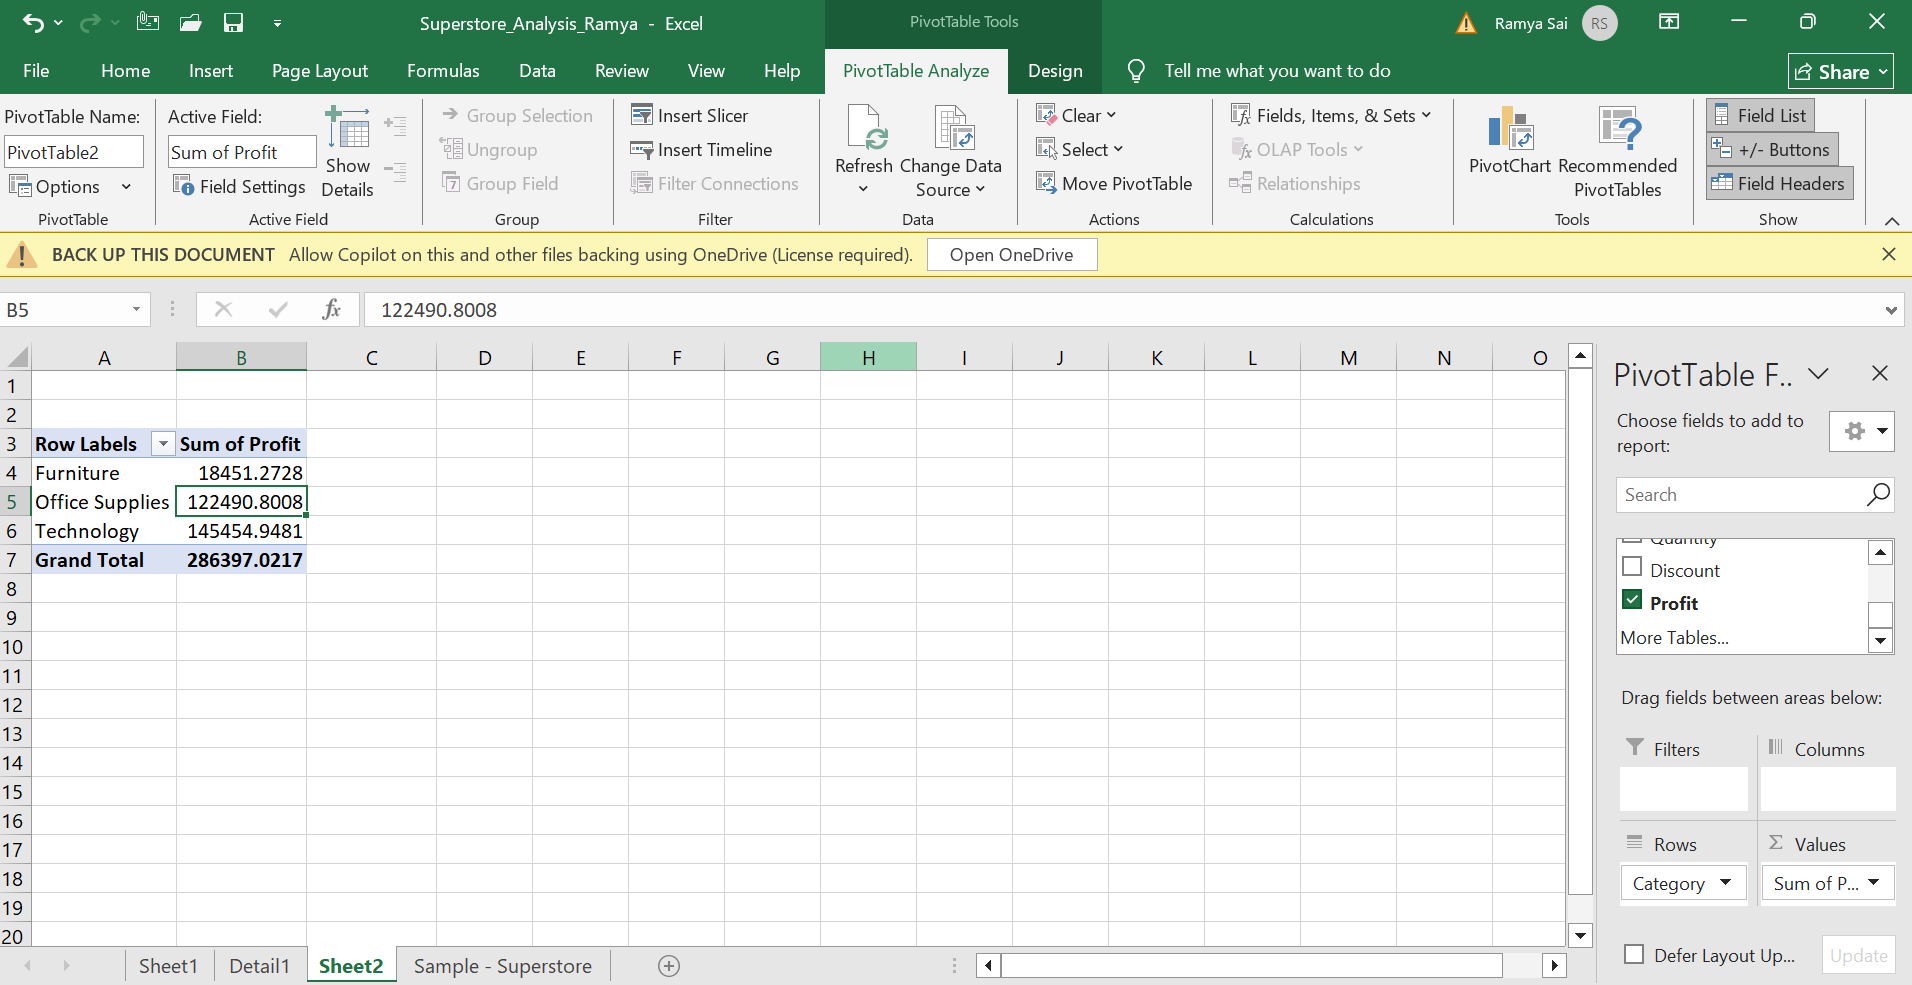 Superstore_Analysis_Ramya - Excel
PivotTable Tools
Ramya Sai
RS
File
Home
Insert
Page Layout
Formulas
Data
Review
View
Help
PivotTable Analyze
Design
Tell me what you want to do
Share
PivotTable Name:
PivotTable2
Options
PivotTable
Active Field:
Sum of Profit
Field Settings
Show
Details
Active Field
Group Selection
Ungroup
Group Field
Group
Insert Slicer
Insert Timeline
Filter Connections
Filter
Refresh
Change Data
Source
Data
Clear
Select
Move PivotTable
Actions
Fields, Items, & Sets
OLAP Tools
Relationships
Calculations
PivotChart
Recommended
PivotTables
Tools
Field List
+/- Buttons
Field Headers
Show
BACK UP THIS DOCUMENT Allow Copilot on this and other files backing using OneDrive (License required).
Open OneDrive
B5
fx
122490.8008
A B C D E F G H I J K L M N O
1
2
3 Row Labels Sum of Profit
4 Furniture 18451.2728
5 Office Supplies 122490.8008
6 Technology 145454.9481
7 Grand Total 286397.0217
8
9
10
11
12
13
14
15
16
17
18
19
20
PivotTable F..
Choose fields to add to
report:
Search
Quantity
Discount
Profit
More Tables...
Drag fields between areas below:
Filters
Columns
Rows
Σ Values
Category
Sum of P...
Defer Layout Up...
Update
Sheet1
Detail1
Sheet2
Sample - Superstore